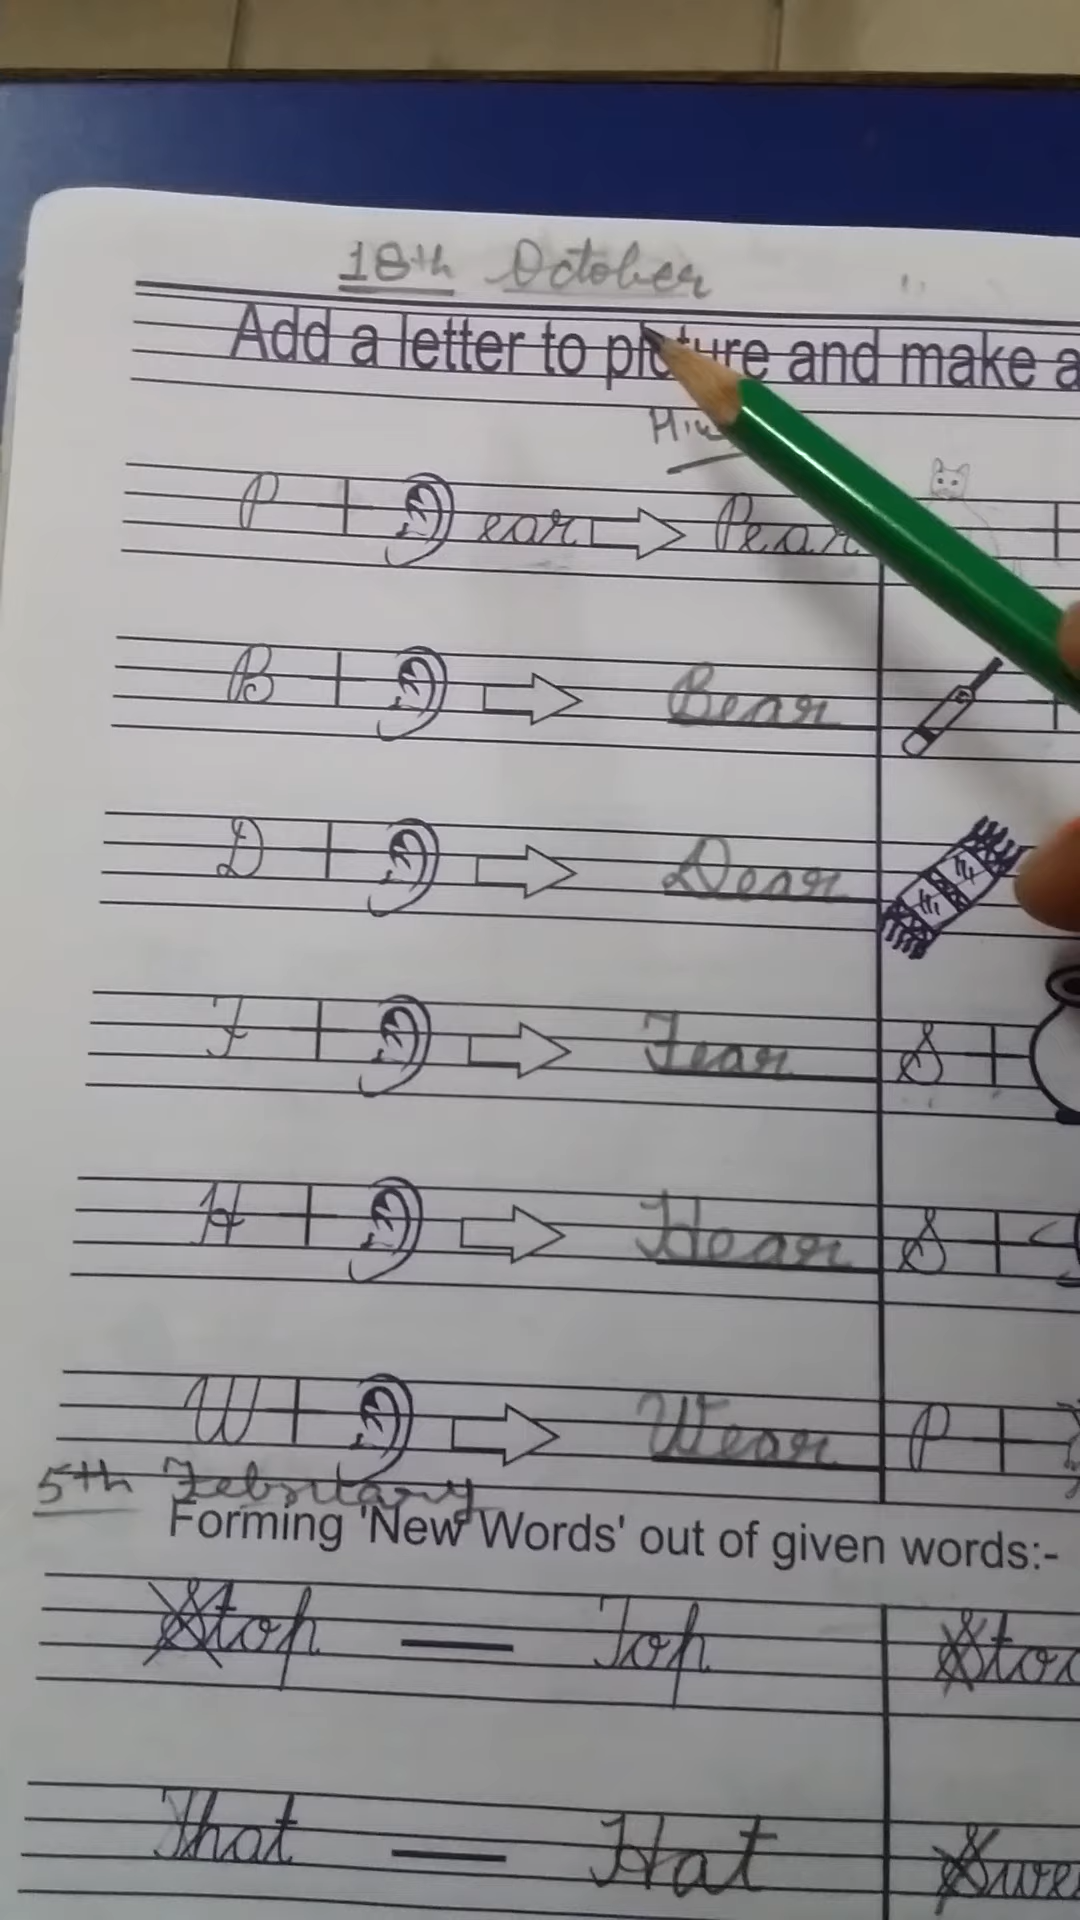 18th October
Add a letter to picture and make a
P + ear Pear
B + Bear
D + Dear
F + Fear S +
H + Hear S +
W + Wear P +
5th February
Forming 'New Words' out of given words:-
Stop — Top
That — Hat